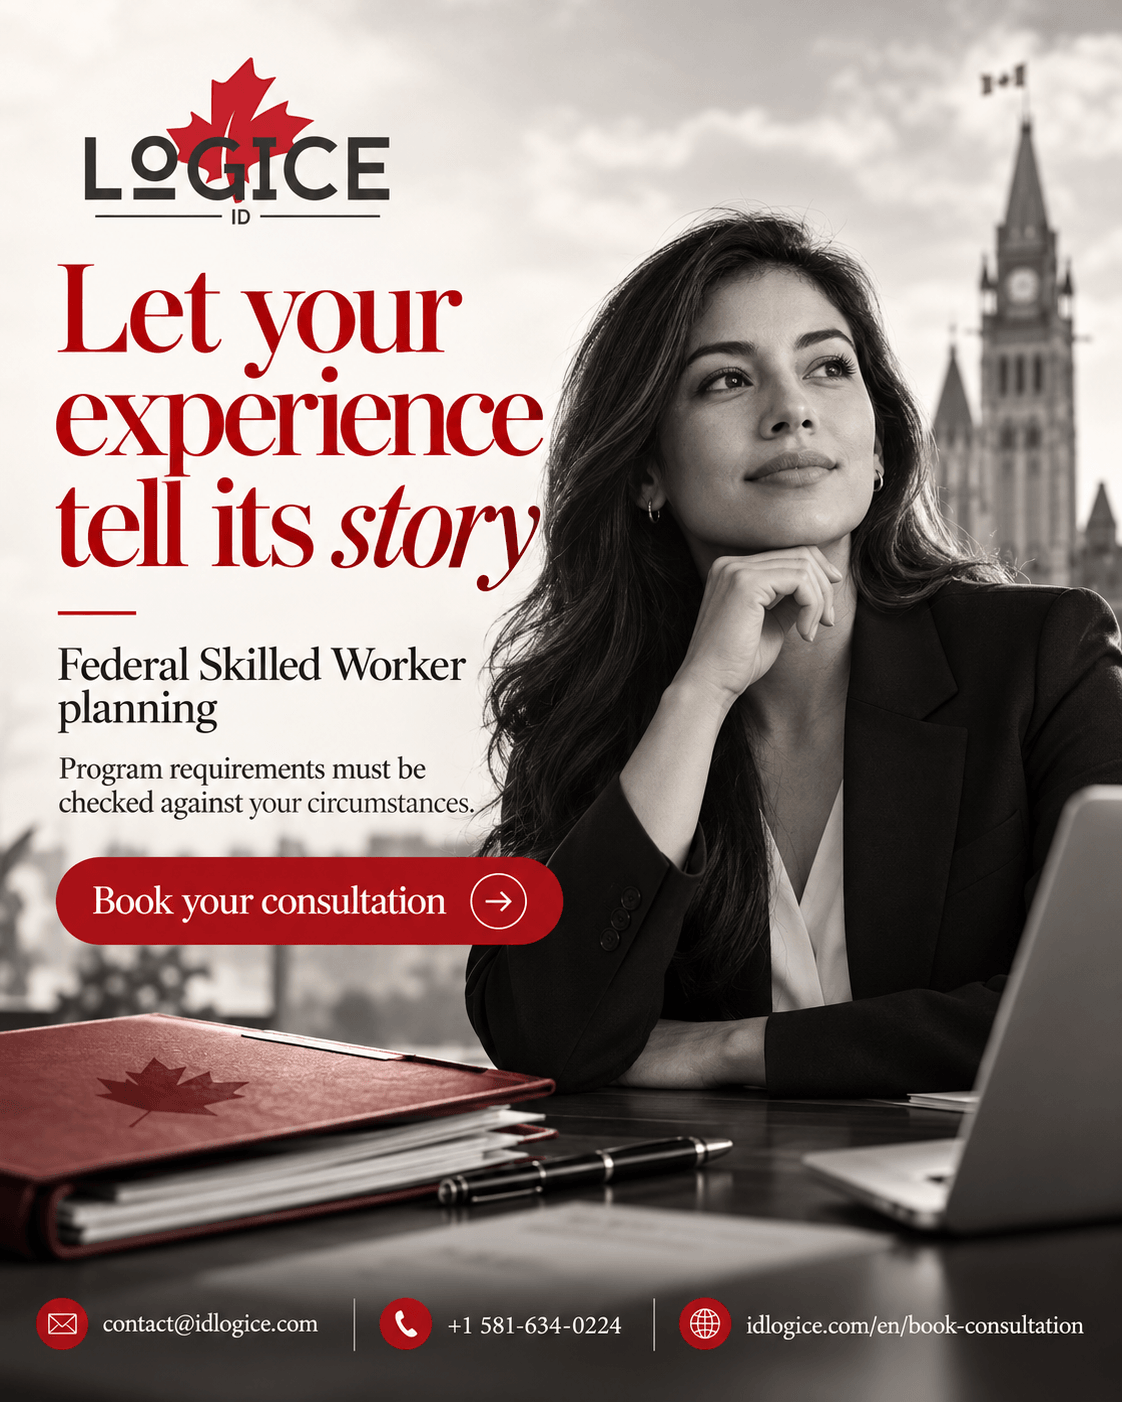 LOGICE
ID
Let your
experience
tell its story
Federal Skilled Worker
planning
Program requirements must be
checked against your circumstances.
Book your consultation
contact@idlogice.com
+1 581-634-0224
idlogice.com/en/book-consultation